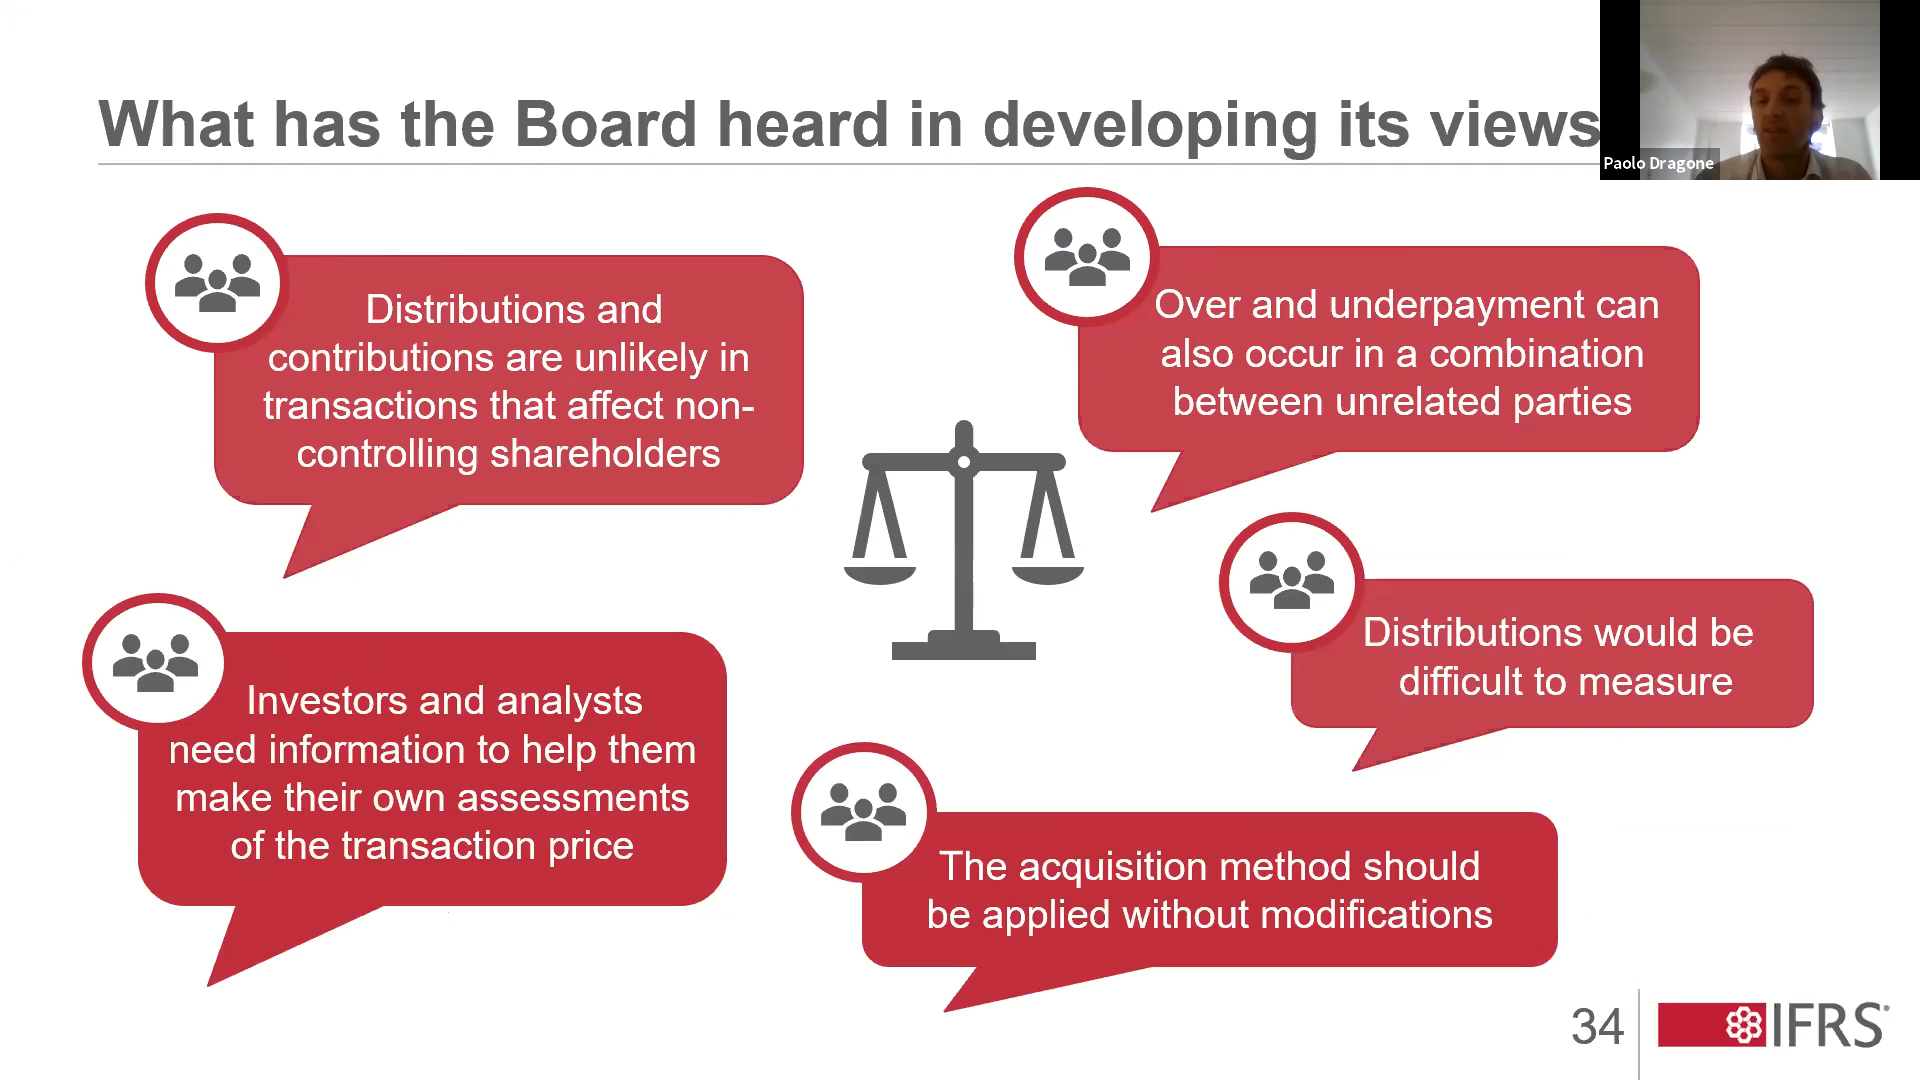 What has the Board heard in developing its views
Paolo Dragone
Distributions and
contributions are unlikely in
transactions that affect non-
controlling shareholders
Over and underpayment can
also occur in a combination
between unrelated parties
Distributions would be
difficult to measure
Investors and analysts
need information to help them
make their own assessments
of the transaction price
The acquisition method should
be applied without modifications
34
IFRS